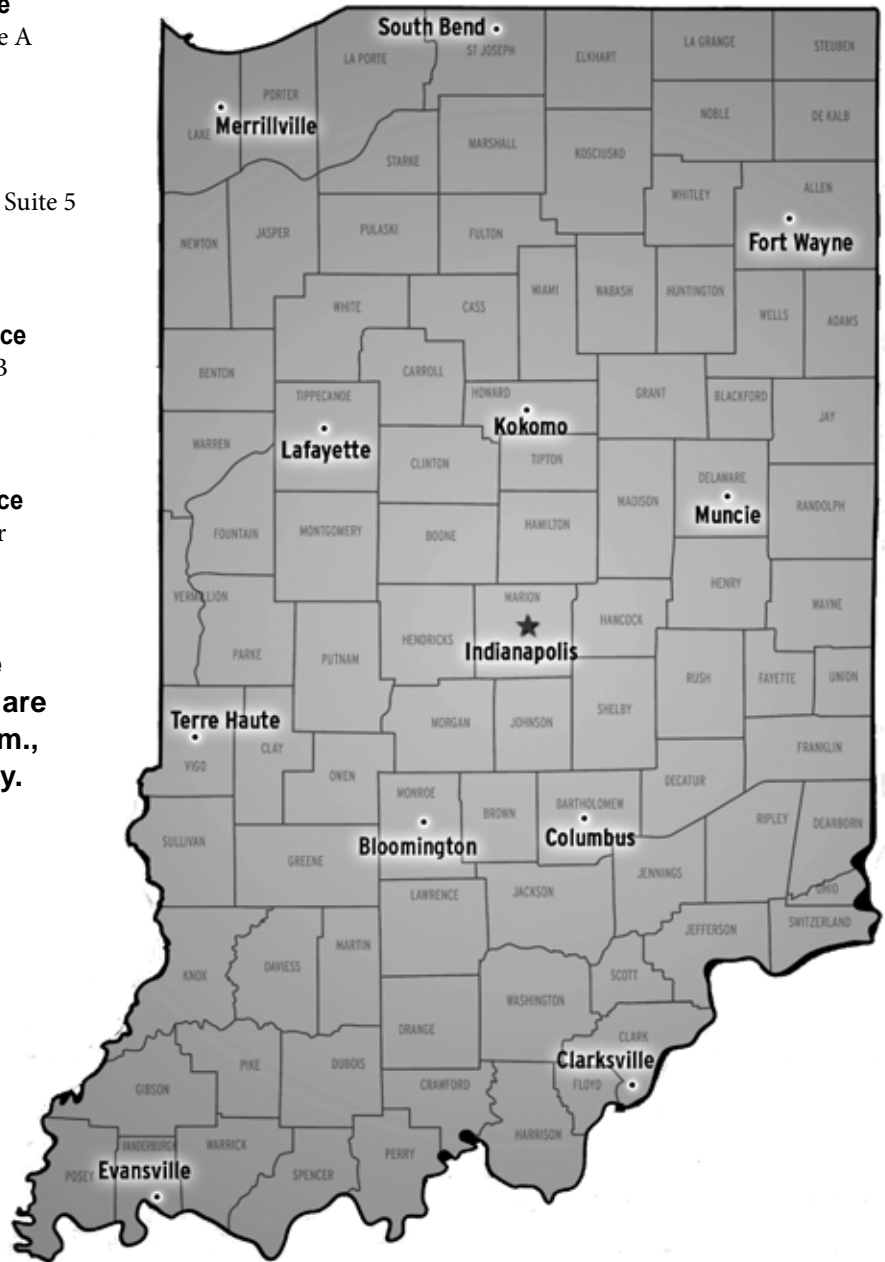 e
e A
Suite 5
ce
B
ce
r
e
are
m.,
y.
South Bend
ST JOSEPH
LA PORTE
ELKHART
LA GRANGE
STEUBEN
PORTER
LAKE
Merrillville
NOBLE
DE KALB
STARKE
MARSHALL
KOSCIUSKO
WHITLEY
ALLEN
Fort Wayne
NEWTON
JASPER
PULASKI
FULTON
WHITE
CASS
MIAMI
WABASH
HUNTINGTON
WELLS
ADAMS
BENTON
CARROLL
TIPPECANOE
HOWARD
GRANT
BLACKFORD
JAY
Lafayette
Kokomo
WARREN
CLINTON
TIPTON
DELAWARE
Muncie
MADISON
RANDOLPH
FOUNTAIN
MONTGOMERY
BOONE
HAMILTON
VERMILLION
HENRY
WAYNE
MARION
HANCOCK
HENDRICKS
Indianapolis
PARKE
PUTNAM
RUSH
FAYETTE
UNION
Terre Haute
VIGO
CLAY
MORGAN
JOHNSON
SHELBY
FRANKLIN
OWEN
MONROE
BROWN
BARTHOLOMEW
DECATUR
Bloomington
Columbus
RIPLEY
DEARBORN
SULLIVAN
GREENE
LAWRENCE
JACKSON
JENNINGS
OHIO
JEFFERSON
SWITZERLAND
KNOX
DAVIESS
MARTIN
SCOTT
WASHINGTON
ORANGE
CLARK
Clarksville
FLOYD
GIBSON
PIKE
DUBOIS
CRAWFORD
HARRISON
PERRY
POSEY
VANDERBURGH
WARRICK
SPENCER
Evansville